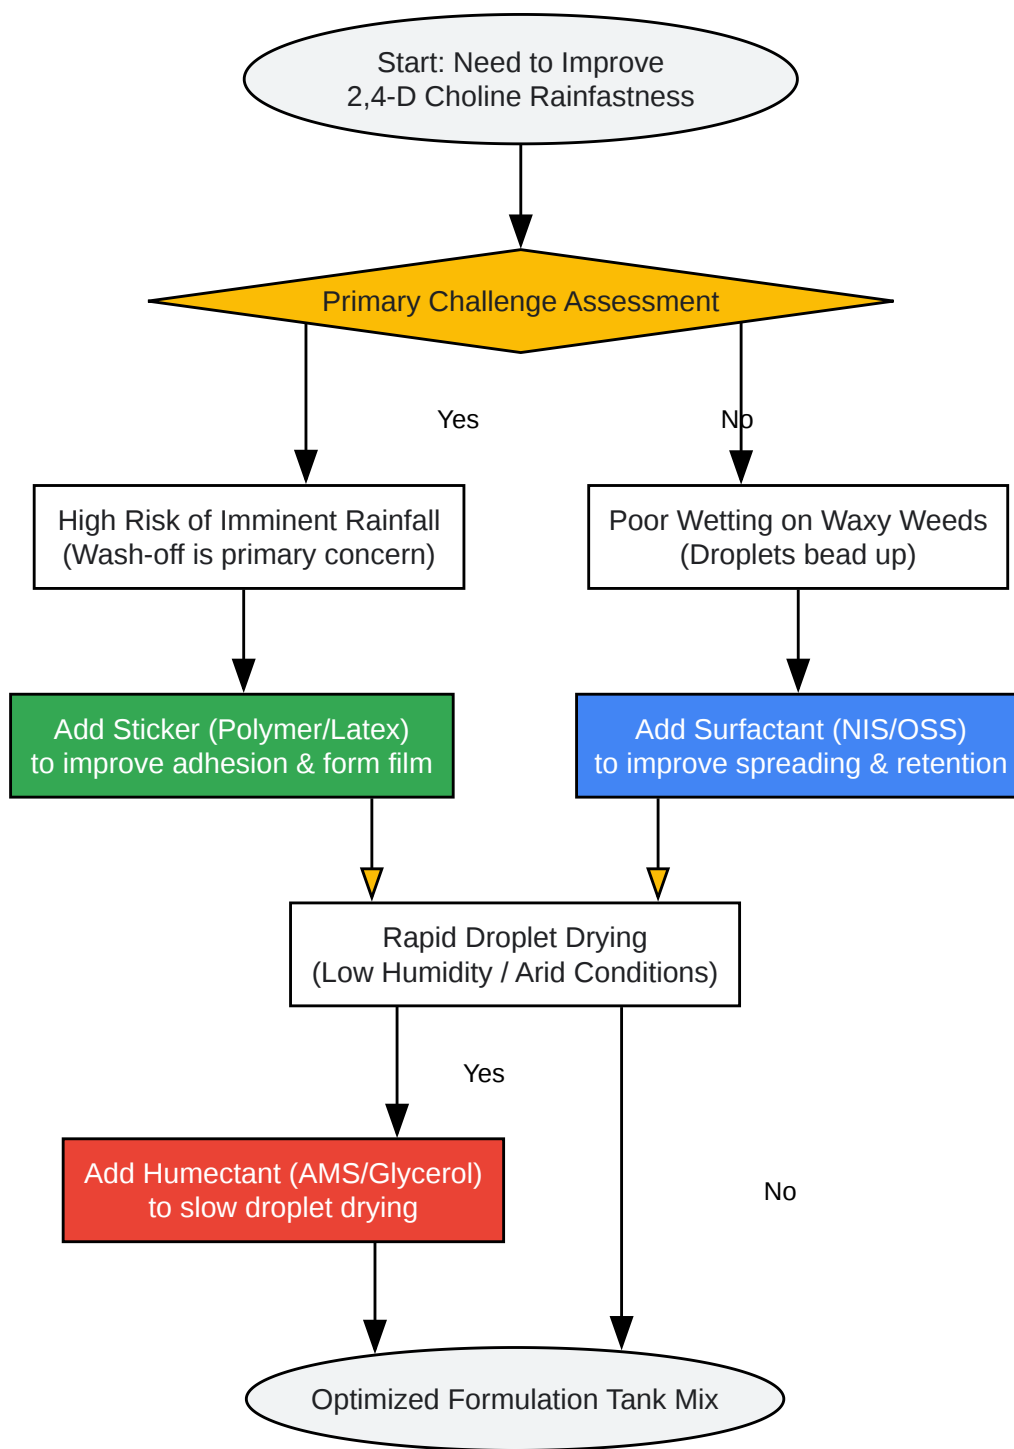 Start: Need to Improve
2,4-D Choline Rainfastness
Primary Challenge Assessment
Yes
No
High Risk of Imminent Rainfall
(Wash-off is primary concern)
Poor Wetting on Waxy Weeds
(Droplets bead up)
Add Sticker (Polymer/Latex)
to improve adhesion & form film
Add Surfactant (NIS/OSS)
to improve spreading & retention
Rapid Droplet Drying
(Low Humidity / Arid Conditions)
Yes
Add Humectant (AMS/Glycerol)
to slow droplet drying
No
Optimized Formulation Tank Mix